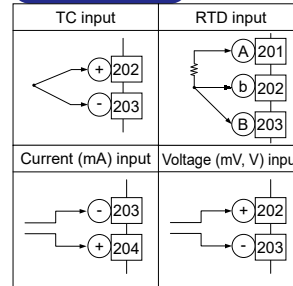 TC input
RTD input
+ 202
- 203
A 201
b 202
B 203
Current (mA) input
Voltage (mV, V) inpu
- 203
+ 204
+ 202
- 203